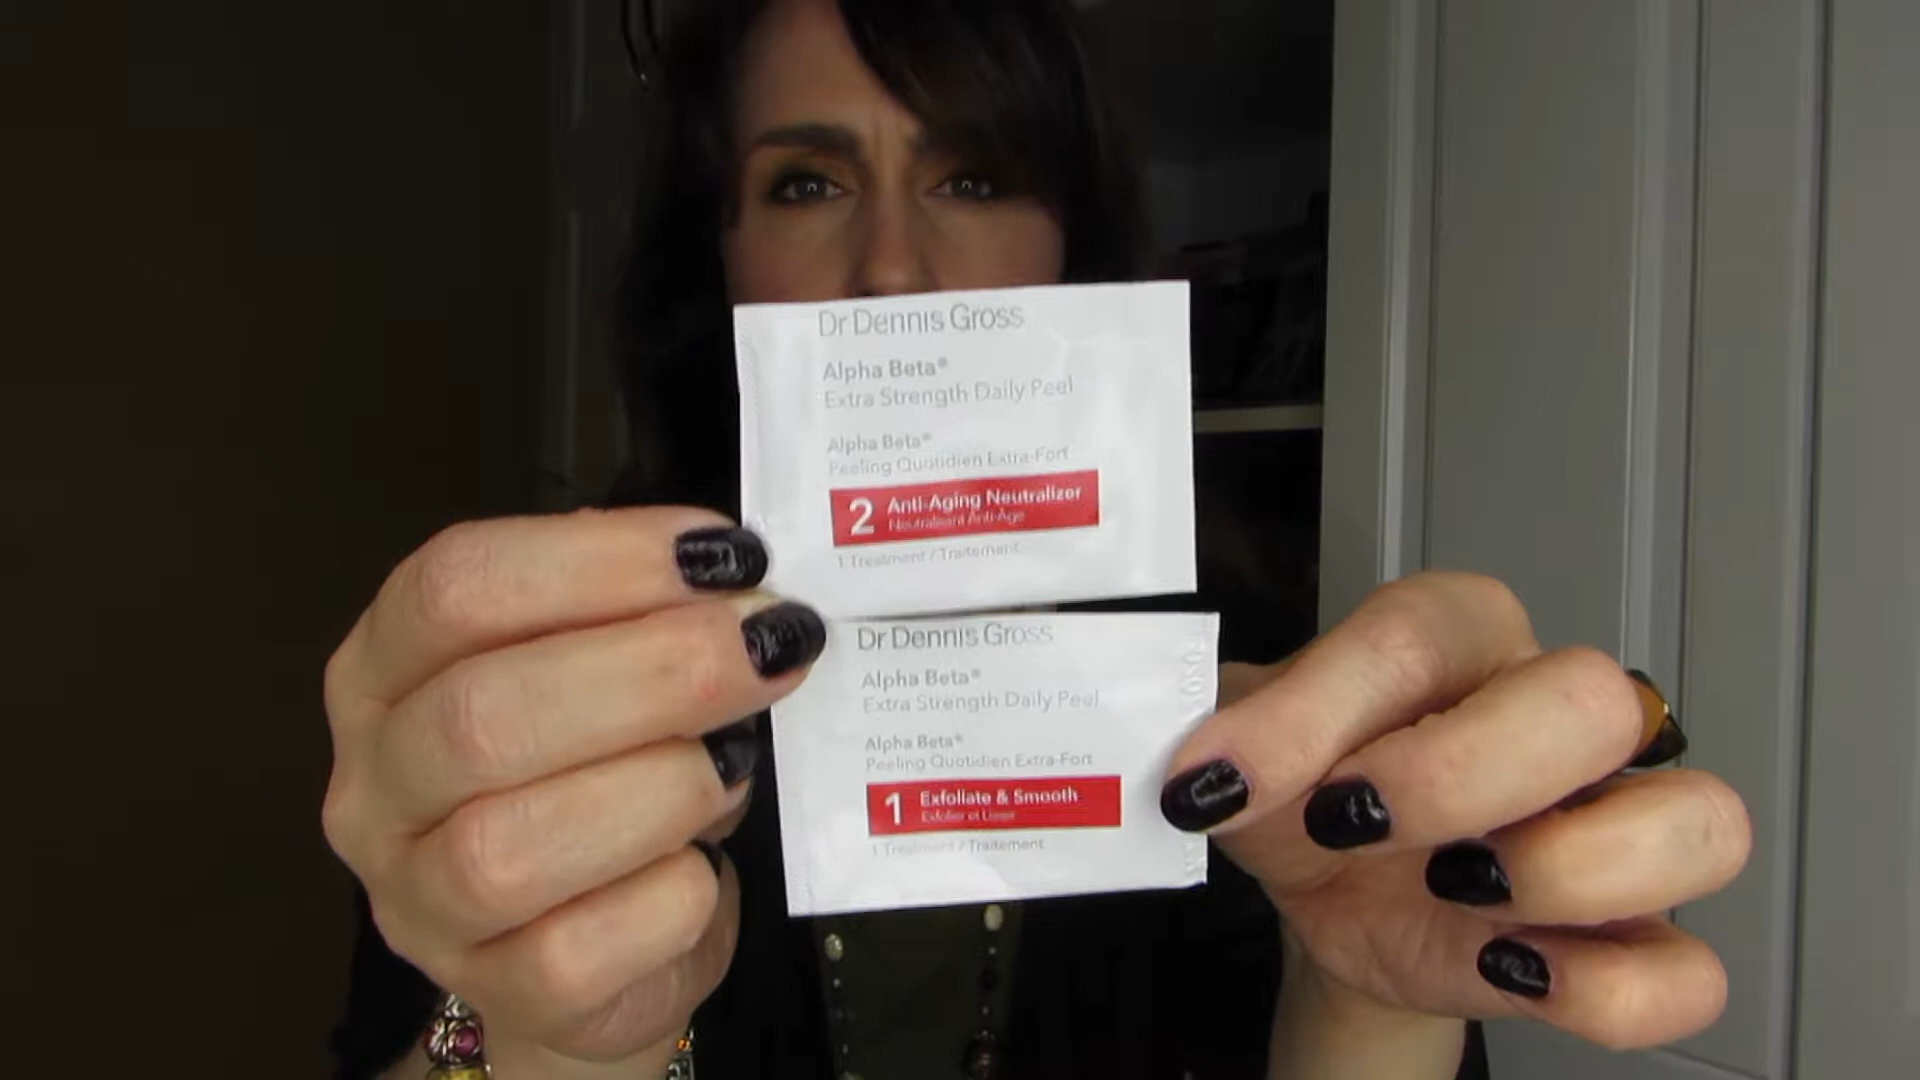 Dr Dennis Gross
Alpha Beta®
Extra Strength Daily Peel
Alpha Beta®
Peeling Quotidien Extra-Fort
2 Anti-Aging Neutralizer
Neutralisant Anti-Âge
1 Treatment / Traitement
Dr Dennis Gross
Alpha Beta®
Extra Strength Daily Peel
Alpha Beta®
Peeling Quotidien Extra-Fort
1 Exfoliate & Smooth
Exfolier et Lisser
1 Treatment / Traitement